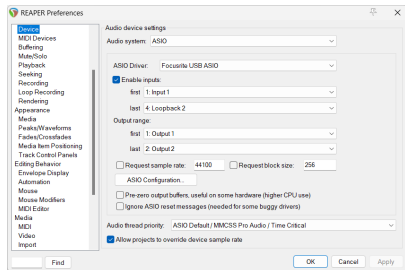 REAPER Preferences
Device
MIDI Devices
Buffering
Mute/Solo
Playback
Seeking
Recording
Loop Recording
Rendering
Appearance
Media
Peaks/Waveforms
Fades/Crossfades
Media Item Positioning
Track Control Panels
Editing Behavior
Envelope Display
Automation
Mouse
Mouse Modifiers
MIDI Editor
Media
MIDI
Video
Import
Find
Audio device settings
Audio system: ASIO
ASIO Driver: Focusrite USB ASIO
Enable inputs:
first 1: Input 1
last 4: Loopback 2
Output range:
first 1: Output 1
last 2: Output 2
Request sample rate: 44100 Request block size: 256
ASIO Configuration...
Pre-zero output buffers, useful on some hardware (higher CPU use)
Ignore ASIO reset messages (needed for some buggy drivers)
Audio thread priority: ASIO Default / MMCSS Pro Audio / Time Critical
Allow projects to override device sample rate
OK Cancel Apply